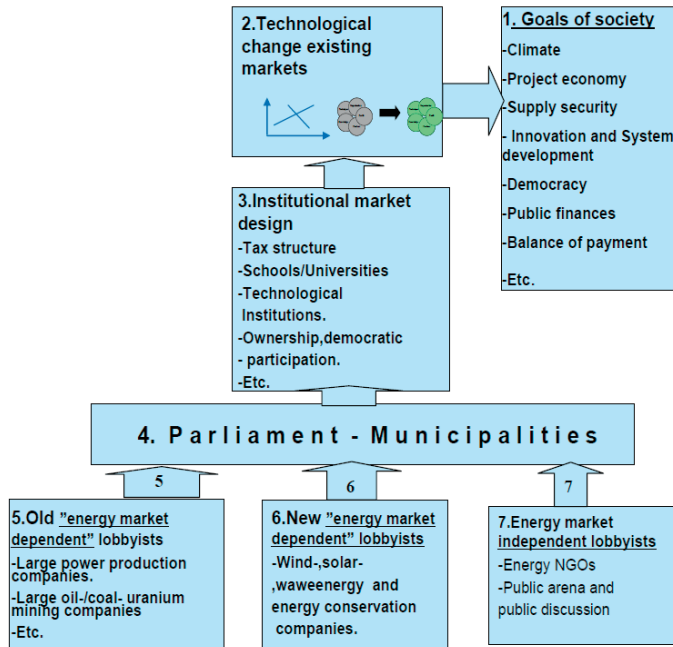 2.Technological
change existing
markets
1. Goals of society
-Climate
-Project economy
-Supply security
- Innovation and System
development
-Democracy
-Public finances
-Balance of payment
-Etc.
3.Institutional market
design
-Tax structure
-Schools/Universities
-Technological
Institutions.
-Ownership,democratic
- participation.
-Etc.
4. Parliament - Municipalities
5
6
7
5.Old "energy market
dependent" lobbyists
-Large power production
companies.
-Large oil-/coal- uranium
mining companies
-Etc.
6.New "energy market
dependent" lobbyists
-Wind-,solar-
,waweenergy and
energy conservation
companies.
7.Energy market
independent lobbyists
-Energy NGOs
-Public arena and
public discussion